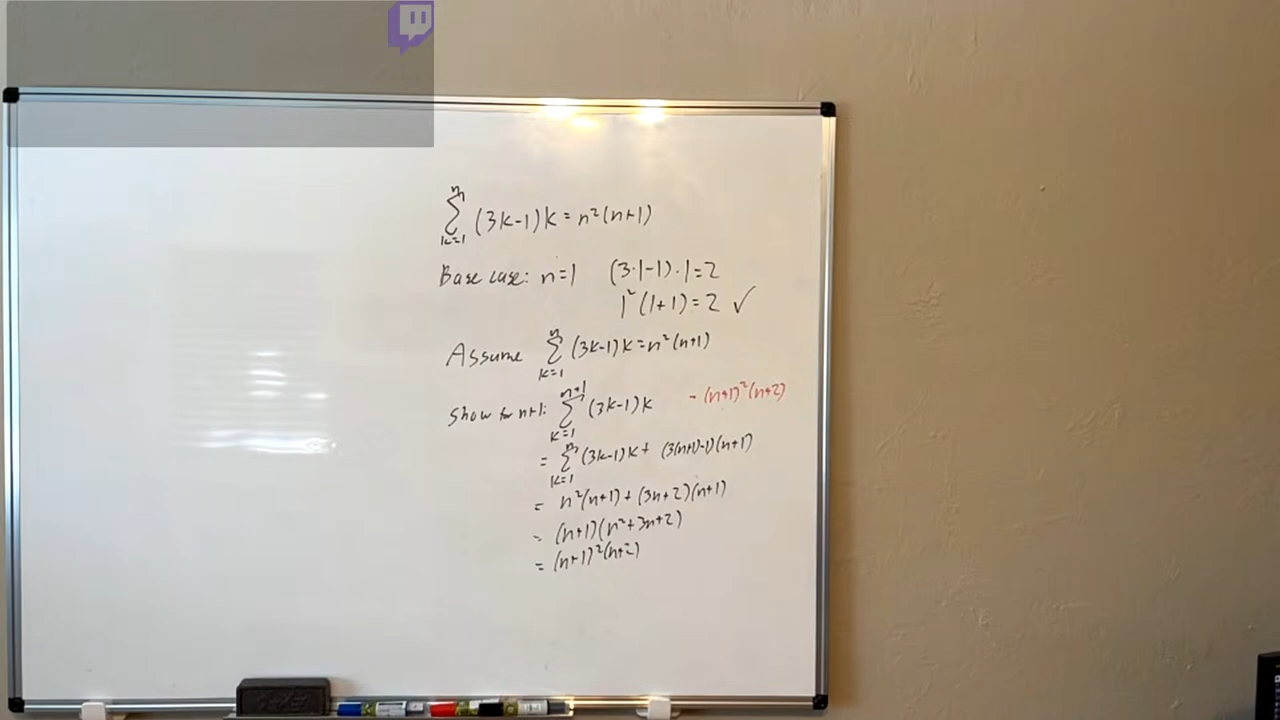 n
∑ (3k-1)k = n²(n+1)
k=1
Base case: n=1 (3·1-1)·1=2
1²(1+1)=2 ✓
n
Assume ∑ (3k-1)k = n²(n+1)
k=1
n+1
Show for n+1: ∑ (3k-1)k = (n+1)²(n+2)
k=1
n
= ∑ (3k-1)k + (3(n+1)-1)(n+1)
k=1
= n²(n+1) + (3n+2)(n+1)
= (n+1)(n²+3n+2)
= (n+1)²(n+2)